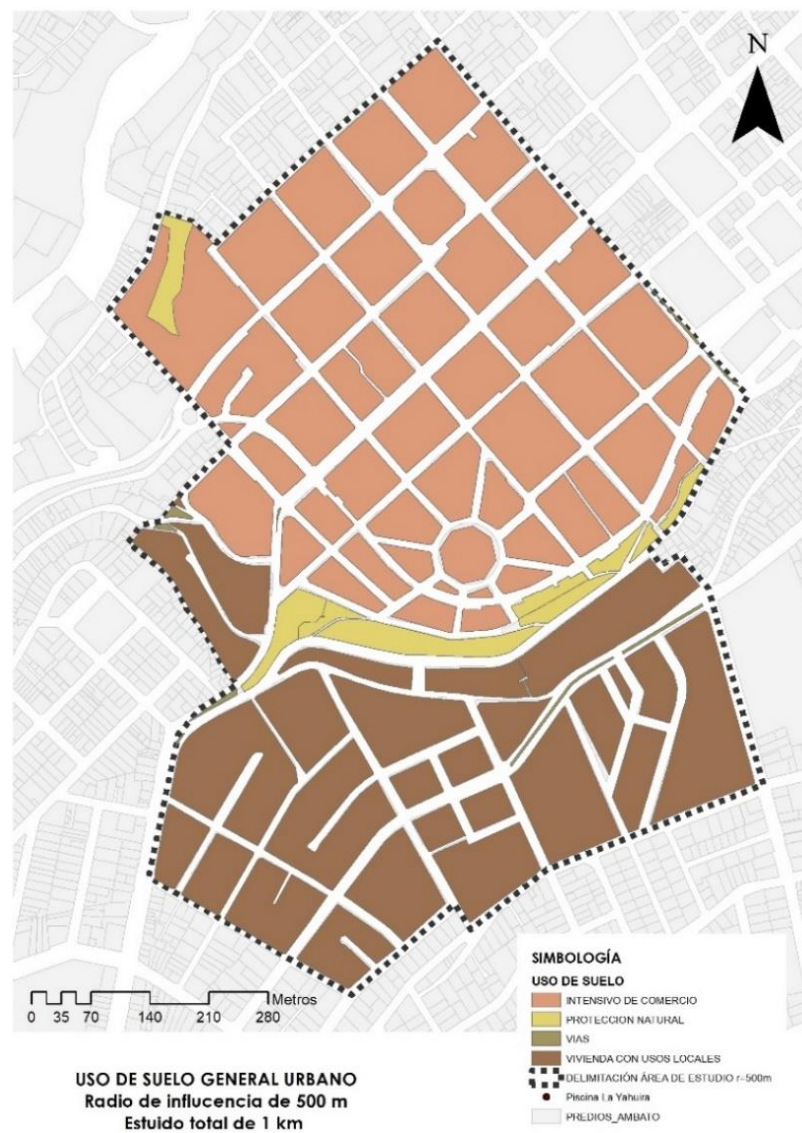 N
Metros
0 35 70 140 210 280
SIMBOLOGÍA
USO DE SUELO
INTENSIVO DE COMERCIO
PROTECCION NATURAL
VIAS
VIVIENDA CON USOS LOCALES
DELIMITACIÓN ÁREA DE ESTUDIO r=500m
Piscina La Yahuira
PREDIOS_AMBATO
USO DE SUELO GENERAL URBANO
Radio de influcencia de 500 m
Estuido total de 1 km